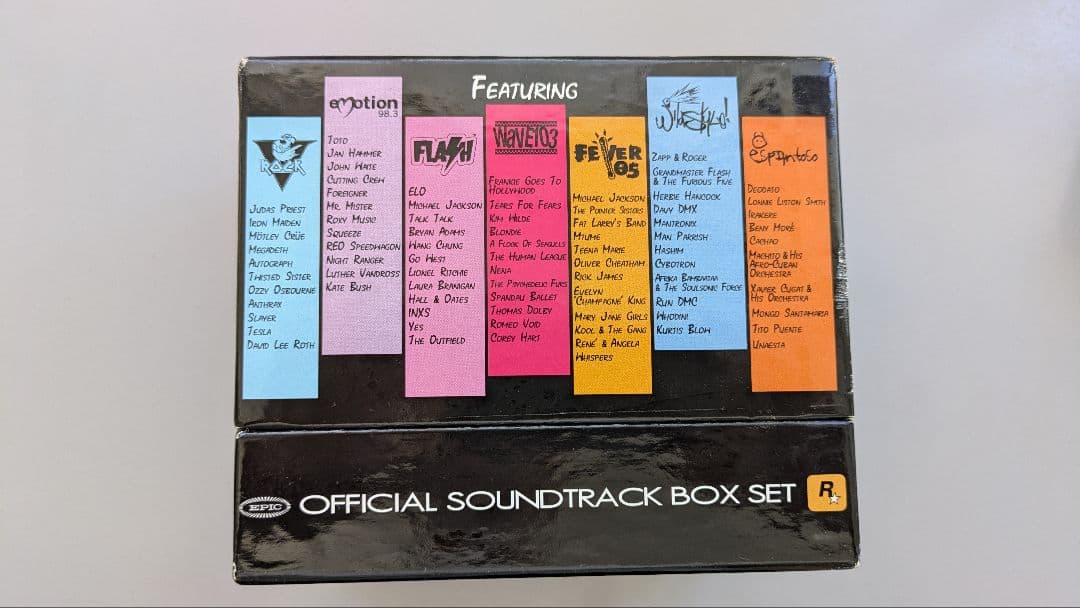 FEATURING
V
ROCK
JUDAS PRIEST
IRON MAIDEN
MÖTLEY CRÜE
MEGADETH
AUTOGRAPH
TWISTED SISTER
OZZY OSBOURNE
ANTHRAX
SLAYER
TESLA
DAVID LEE ROTH
emotion
98.3
TOTO
JAN HAMMER
JOHN WAITE
CUTTING CREW
FOREIGNER
MR. MISTER
ROXY MUSIC
SQUEEZE
REO SPEEDWAGON
NIGHT RANGER
LUTHER VANDROSS
KATE BUSH
FLASH
ELO
MICHAEL JACKSON
TALK TALK
BRYAN ADAMS
WANG CHUNG
GO WEST
LIONEL RITCHIE
LAURA BRANIGAN
HALL & OATES
INXS
YES
THE OUTFIELD
WAVE103
FRANKIE GOES TO
HOLLYWOOD
TEARS FOR FEARS
KIM WILDE
BLONDIE
A FLOCK OF SEAGULLS
THE HUMAN LEAGUE
NENA
THE PSYCHEDELIC FURS
SPANDAU BALLET
THOMAS DOLBY
ROMEO VOID
COREY HART
FEVER
105
MICHAEL JACKSON
THE POINTER SISTERS
FAT LARRY'S BAND
MTUME
TEENA MARIE
OLIVER CHEATHAM
RICK JAMES
EVELYN
'CHAMPAGNE' KING
MARY JANE GIRLS
KOOL & THE GANG
RENÉ & ANGELA
WHISPERS
WILDSTYLE!
ZAPP & ROGER
GRANDMASTER FLASH
& THE FURIOUS FIVE
HERBIE HANCOCK
DAVY DMX
MANTRONIX
MAN PARRISH
HASHIM
CYBOTRON
AFRIKA BAMBAATAA
& THE SOULSONIC FORCE
RUN DMC
WHODINI
KURTIS BLOW
espantoso
DEODATO
LONNIE LISTON SMITH
IRAKERE
BENY MORÉ
CACHAO
MACHITO & HIS
AFRO-CUBAN
ORCHESTRA
XAVIER CUGAT &
HIS ORCHESTRA
MONGO SANTAMARIA
TITO PUENTE
UNAESTA
EPIC OFFICIAL SOUNDTRACK BOX SET R